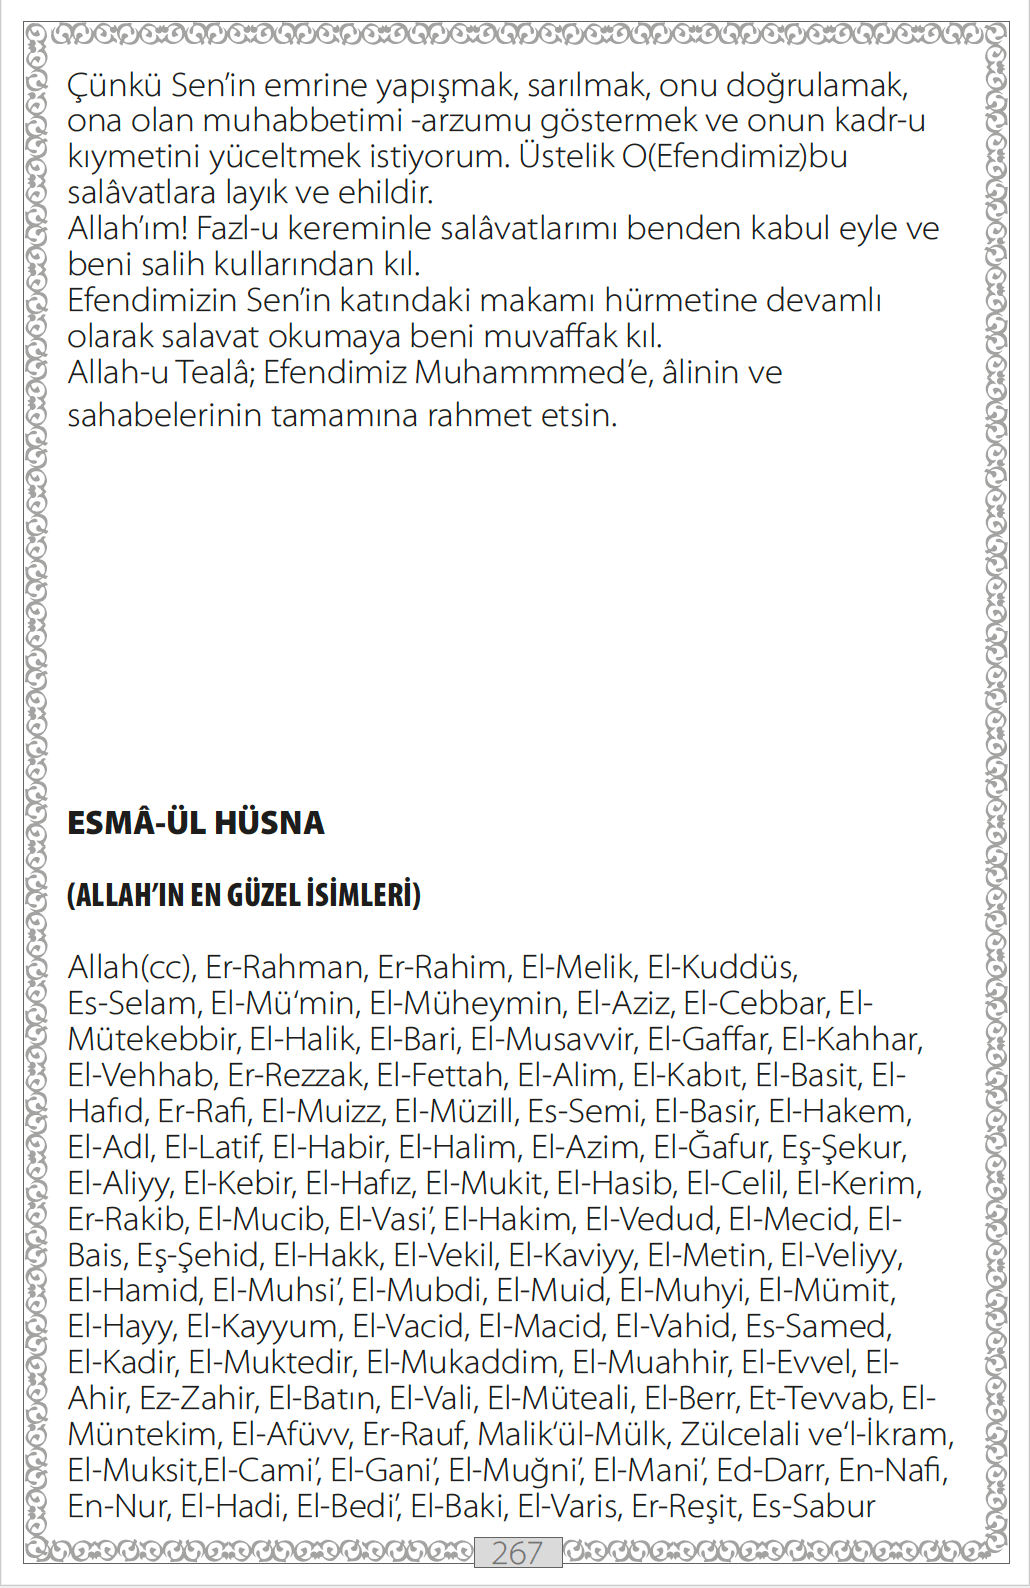 Çünkü Sen’in emrine yapışmak, sarılmak, onu doğrulamak,
ona olan muhabbetimi -arzumu göstermek ve onun kadr-u
kıymetini yüceltmek istiyorum. Üstelik O(Efendimiz)bu
salâvatlara layık ve ehildir.
Allah’ım! Fazl-u kereminle salâvatlarımı benden kabul eyle ve
beni salih kullarından kıl.
Efendimizin Sen’in katındaki makamı hürmetine devamlı
olarak salavat okumaya beni muvaffak kıl.
Allah-u Tealâ; Efendimiz Muhammmed’e, âlinin ve
sahabelerinin tamamına rahmet etsin.
ESMÂ-ÜL HÜSNA
(ALLAH’IN EN GÜZEL İSİMLERİ)
Allah(cc), Er-Rahman, Er-Rahim, El-Melik, El-Kuddüs,
Es-Selam, El-Mü‘min, El-Müheymin, El-Aziz, El-Cebbar, El-
Mütekebbir, El-Halik, El-Bari, El-Musavvir, El-Gaffar, El-Kahhar,
El-Vehhab, Er-Rezzak, El-Fettah, El-Alim, El-Kabıt, El-Basit, El-
Hafıd, Er-Rafi, El-Muizz, El-Müzill, Es-Semi, El-Basir, El-Hakem,
El-Adl, El-Latif, El-Habir, El-Halim, El-Azim, El-Ğafur, Eş-Şekur,
El-Aliyy, El-Kebir, El-Hafız, El-Mukit, El-Hasib, El-Celil, El-Kerim,
Er-Rakib, El-Mucib, El-Vasi’, El-Hakim, El-Vedud, El-Mecid, El-
Bais, Eş-Şehid, El-Hakk, El-Vekil, El-Kaviyy, El-Metin, El-Veliyy,
El-Hamid, El-Muhsi’, El-Mubdi, El-Muid, El-Muhyi, El-Mümit,
El-Hayy, El-Kayyum, El-Vacid, El-Macid, El-Vahid, Es-Samed,
El-Kadir, El-Muktedir, El-Mukaddim, El-Muahhir, El-Evvel, El-
Ahir, Ez-Zahir, El-Batın, El-Vali, El-Müteali, El-Berr, Et-Tevvab, El-
Müntekim, El-Afüvv, Er-Rauf, Malik‘ül-Mülk, Zülcelali ve‘l-İkram,
El-Muksit,El-Cami’, El-Gani’, El-Muğni’, El-Mani’, Ed-Darr, En-Nafi,
En-Nur, El-Hadi, El-Bedi’, El-Baki, El-Varis, Er-Reşit, Es-Sabur
267